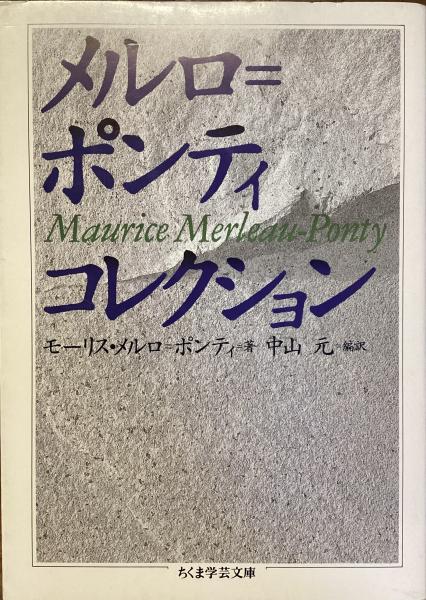 メルロ=
ポンティ
Maurice Merleau-Ponty
コレクション
モーリス・メルロ=ポンティ=著 中山 元=編訳
ちくま学芸文庫